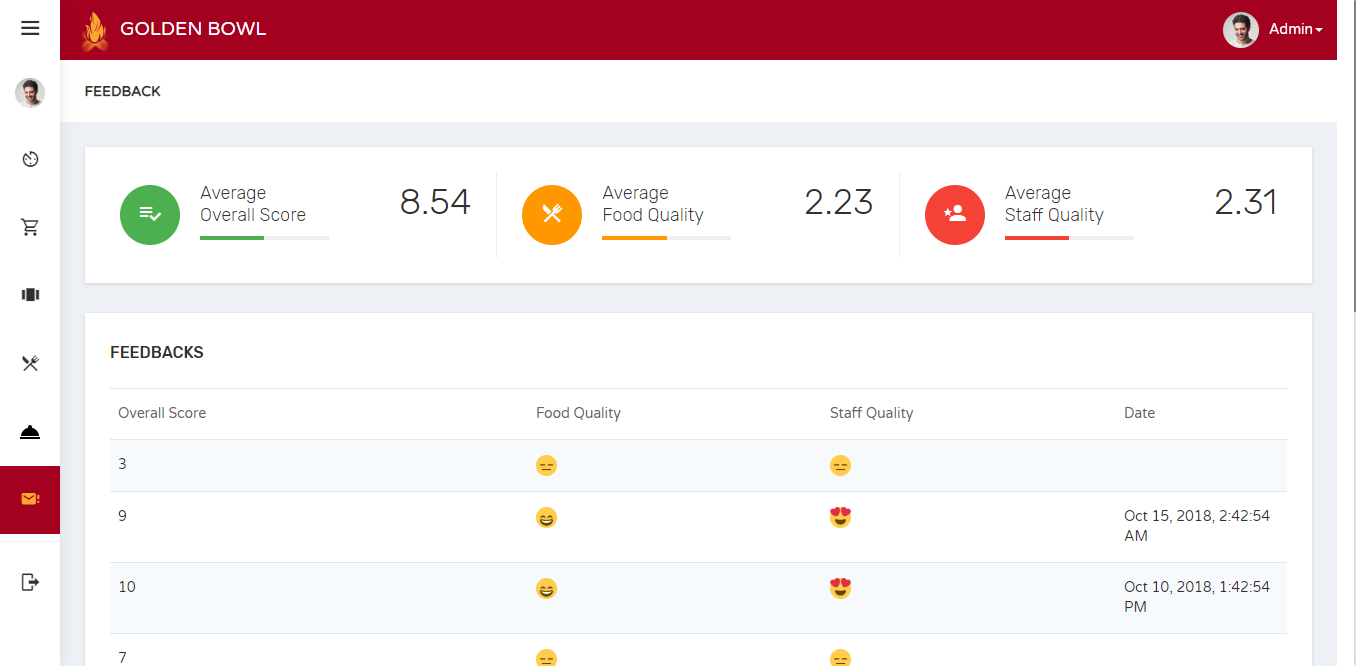 GOLDEN BOWL
Admin
FEEDBACK
Average
Overall Score
8.54
Average
Food Quality
2.23
Average
Staff Quality
2.31
FEEDBACKS
Overall Score Food Quality Staff Quality Date
3
9 Oct 15, 2018, 2:42:54
AM
10 Oct 10, 2018, 1:42:54
PM
7